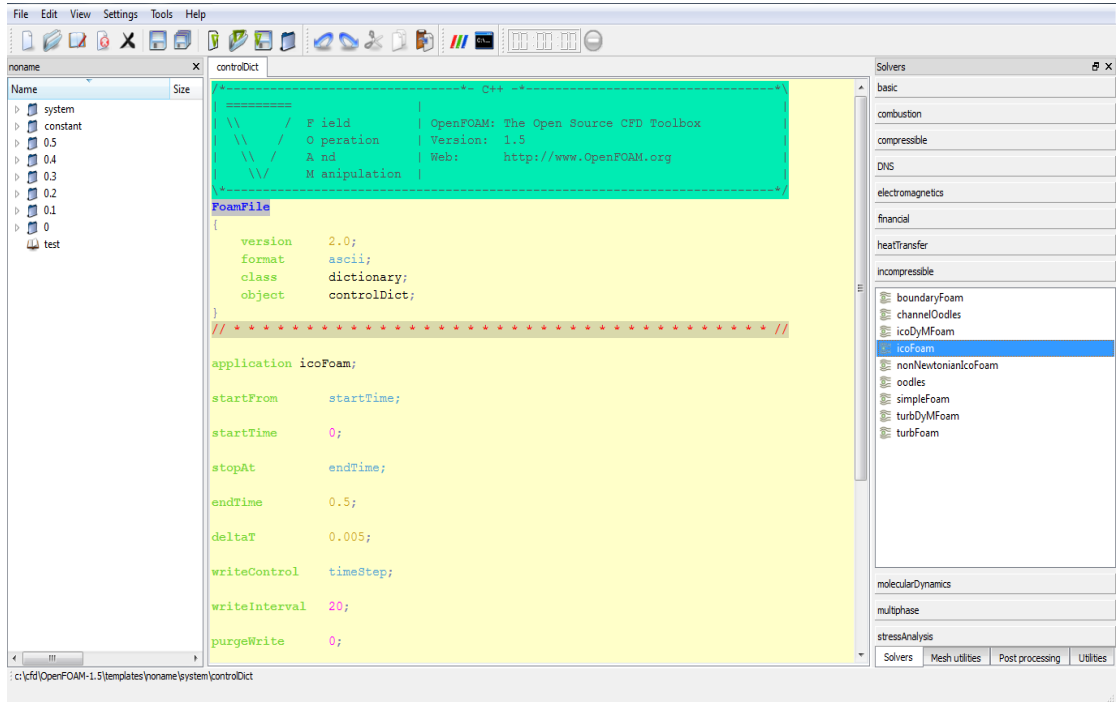 File Edit View Settings Tools Help
noname
Name Size
system
constant
0.5
0.4
0.3
0.2
0.1
0
test
controlDict
/*--------------------------------*- C++ -*----------------------------------*\
| ========= | |
| \\ / F ield | OpenFOAM: The Open Source CFD Toolbox |
| \\ / O peration | Version: 1.5 |
| \\ / A nd | Web: http://www.OpenFOAM.org |
| \\/ M anipulation | |
\*---------------------------------------------------------------------------*/
FoamFile
{
version 2.0;
format ascii;
class dictionary;
object controlDict;
}
// * * * * * * * * * * * * * * * * * * * * * * * * * * * * * * * * * * * * * //
application icoFoam;
startFrom startTime;
startTime 0;
stopAt endTime;
endTime 0.5;
deltaT 0.005;
writeControl timeStep;
writeInterval 20;
purgeWrite 0;
Solvers
basic
combustion
compressible
DNS
electromagnetics
financial
heatTransfer
incompressible
boundaryFoam
channelOodles
icoDyMFoam
icoFoam
nonNewtonianIcoFoam
oodles
simpleFoam
turbDyMFoam
turbFoam
molecularDynamics
multiphase
stressAnalysis
Solvers Mesh utilities Post processing Utilities
c:\cfd\OpenFOAM-1.5\templates\noname\system\controlDict